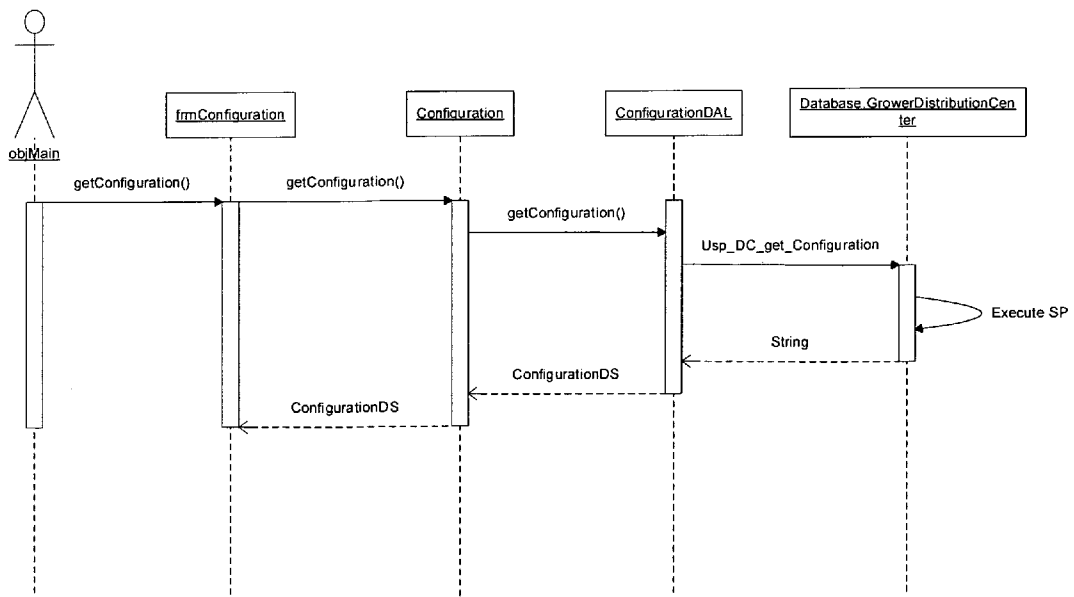 objMain
frmConfiguration
Configuration
ConfigurationDAL
Database.GrowerDistributionCen
ter
getConfiguration()
getConfiguration()
getConfiguration()
Usp_DC_get_Configuration
Execute SP
String
ConfigurationDS
ConfigurationDS